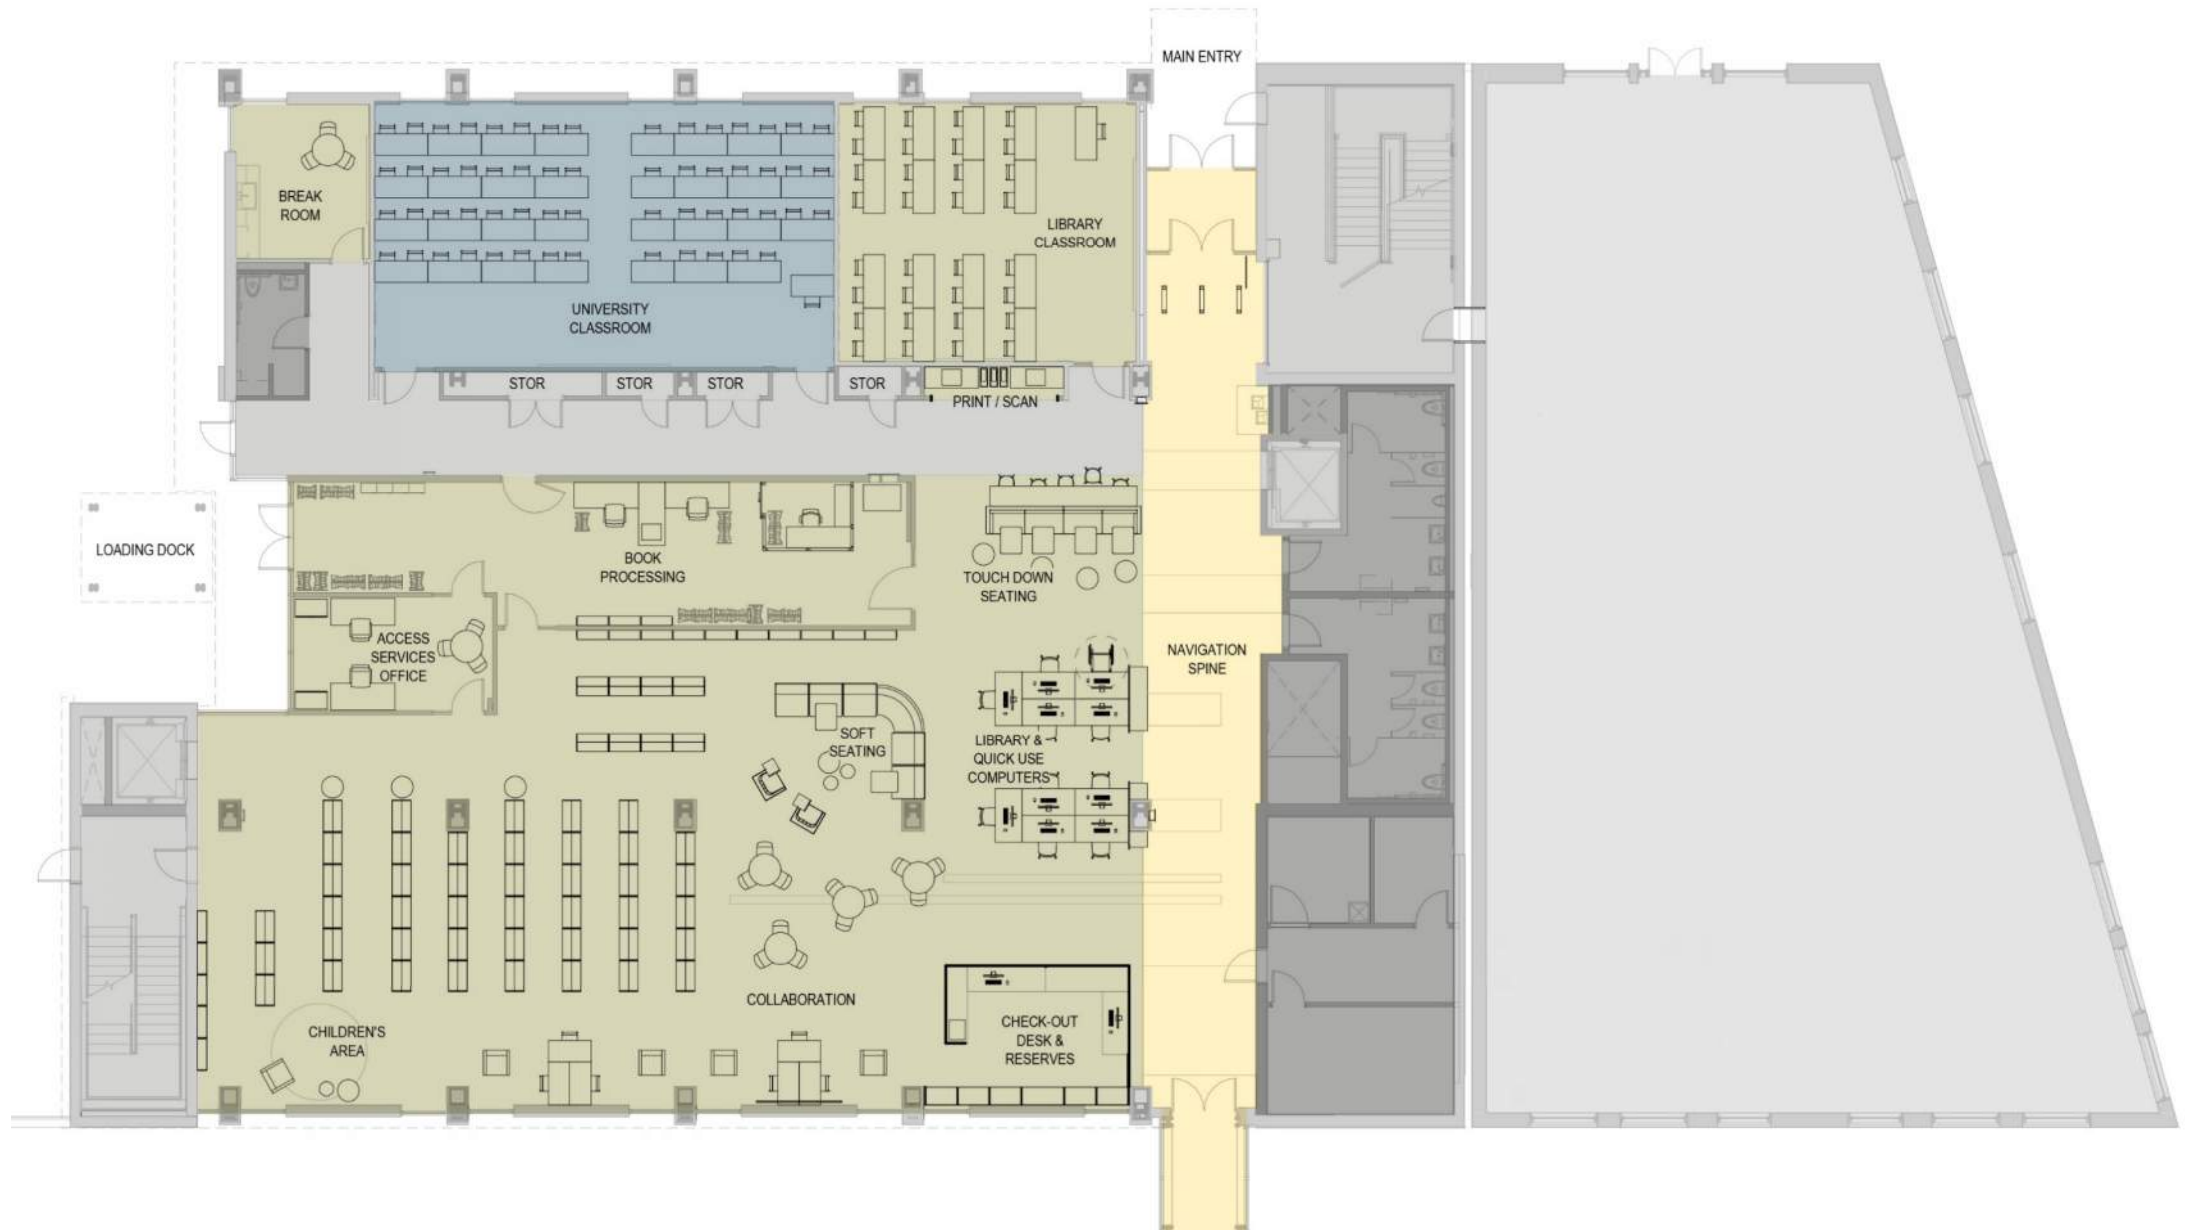 MAIN ENTRY
BREAK
ROOM
LIBRARY
CLASSROOM
UNIVERSITY
CLASSROOM
STOR
STOR
STOR
STOR
PRINT / SCAN
LOADING DOCK
BOOK
PROCESSING
TOUCH DOWN
SEATING
ACCESS
SERVICES
OFFICE
NAVIGATION
SPINE
SOFT
SEATING
LIBRARY &
QUICK USE
COMPUTERS
COLLABORATION
CHILDREN'S
AREA
CHECK-OUT
DESK &
RESERVES